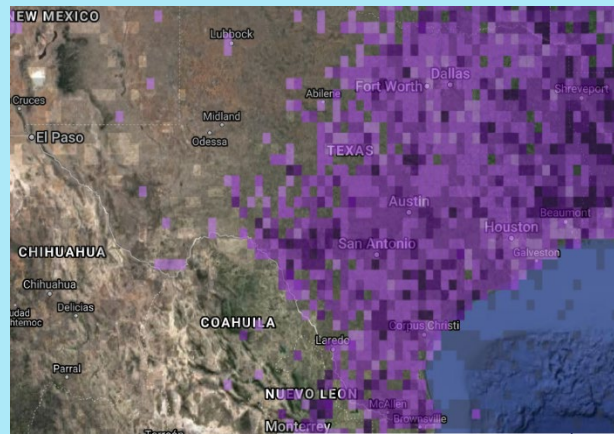 NEW MEXICO
Lubbock
Fort Worth
Dallas
Shreveport
Abilene
Cruces
Midland
El Paso
Odessa
TEXAS
Austin
Houston
Beaumont
San Antonio
Galveston
CHIHUAHUA
Chihuahua
Delicias
COAHUILA
Corpus Christi
Laredo
Parral
NUEVO LEÓN
McAllen
Brownsville
Monterrey